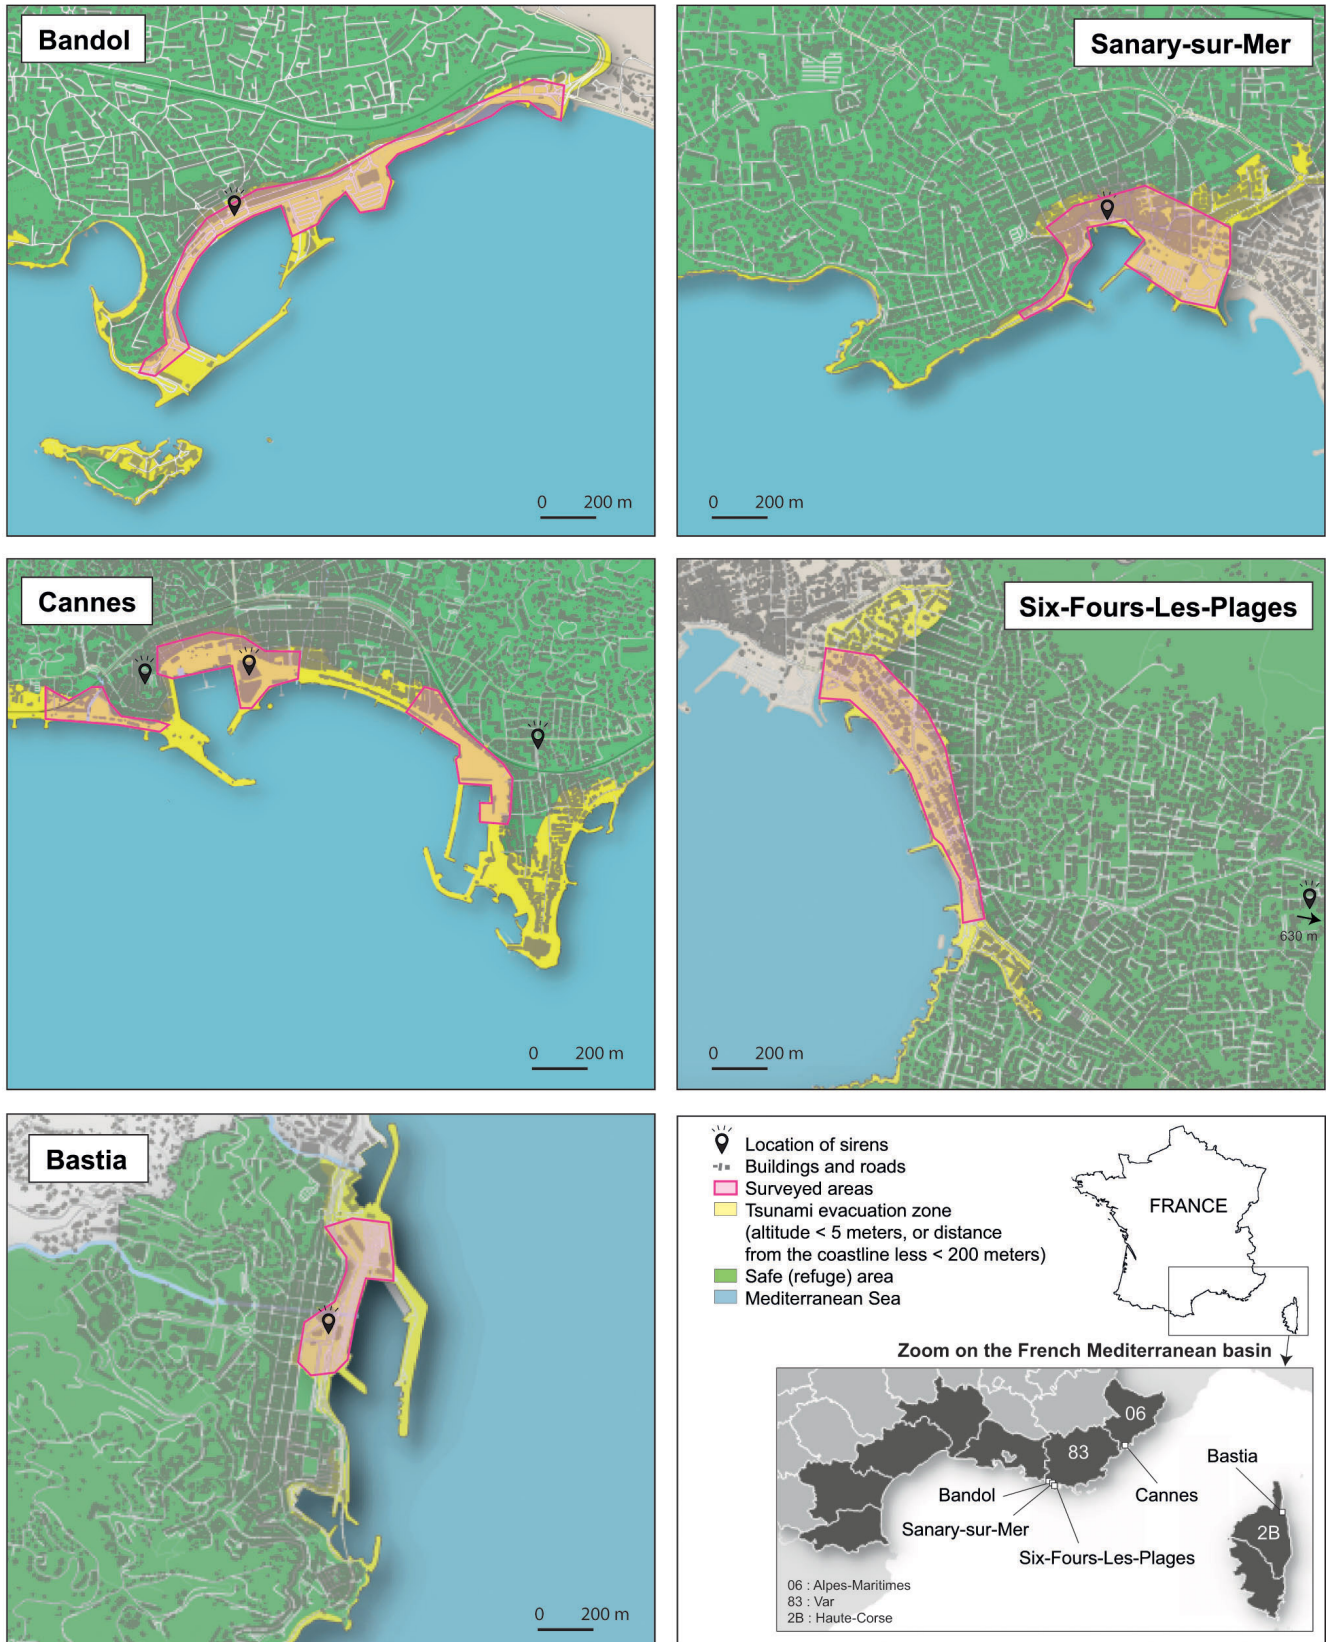 Bandol
0 200 m
Sanary-sur-Mer
0 200 m
Cannes
0 200 m
Six-Fours-Les-Plages
630 m
0 200 m
Bastia
0 200 m
Location of sirens
Buildings and roads
Surveyed areas
Tsunami evacuation zone
(altitude < 5 meters, or distance
from the coastline less < 200 meters)
Safe (refuge) area
Mediterranean Sea
FRANCE
Zoom on the French Mediterranean basin
06
83
Bastia
Bandol
Cannes
Sanary-sur-Mer
2B
Six-Fours-Les-Plages
06 : Alpes-Maritimes
83 : Var
2B : Haute-Corse